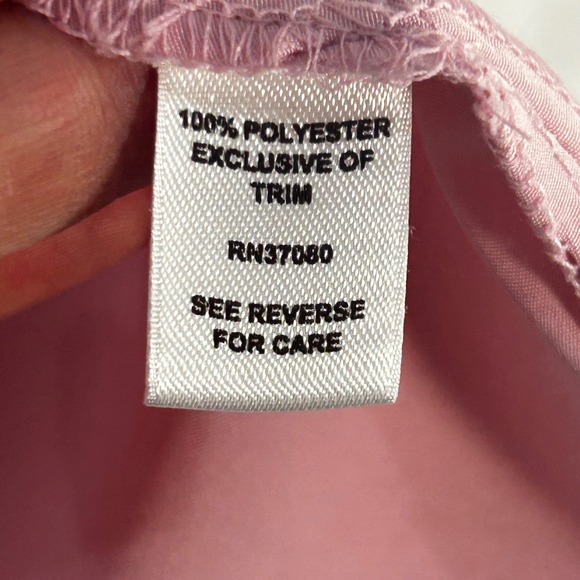 100% POLYESTER
EXCLUSIVE OF
TRIM
RN37080
SEE REVERSE
FOR CARE